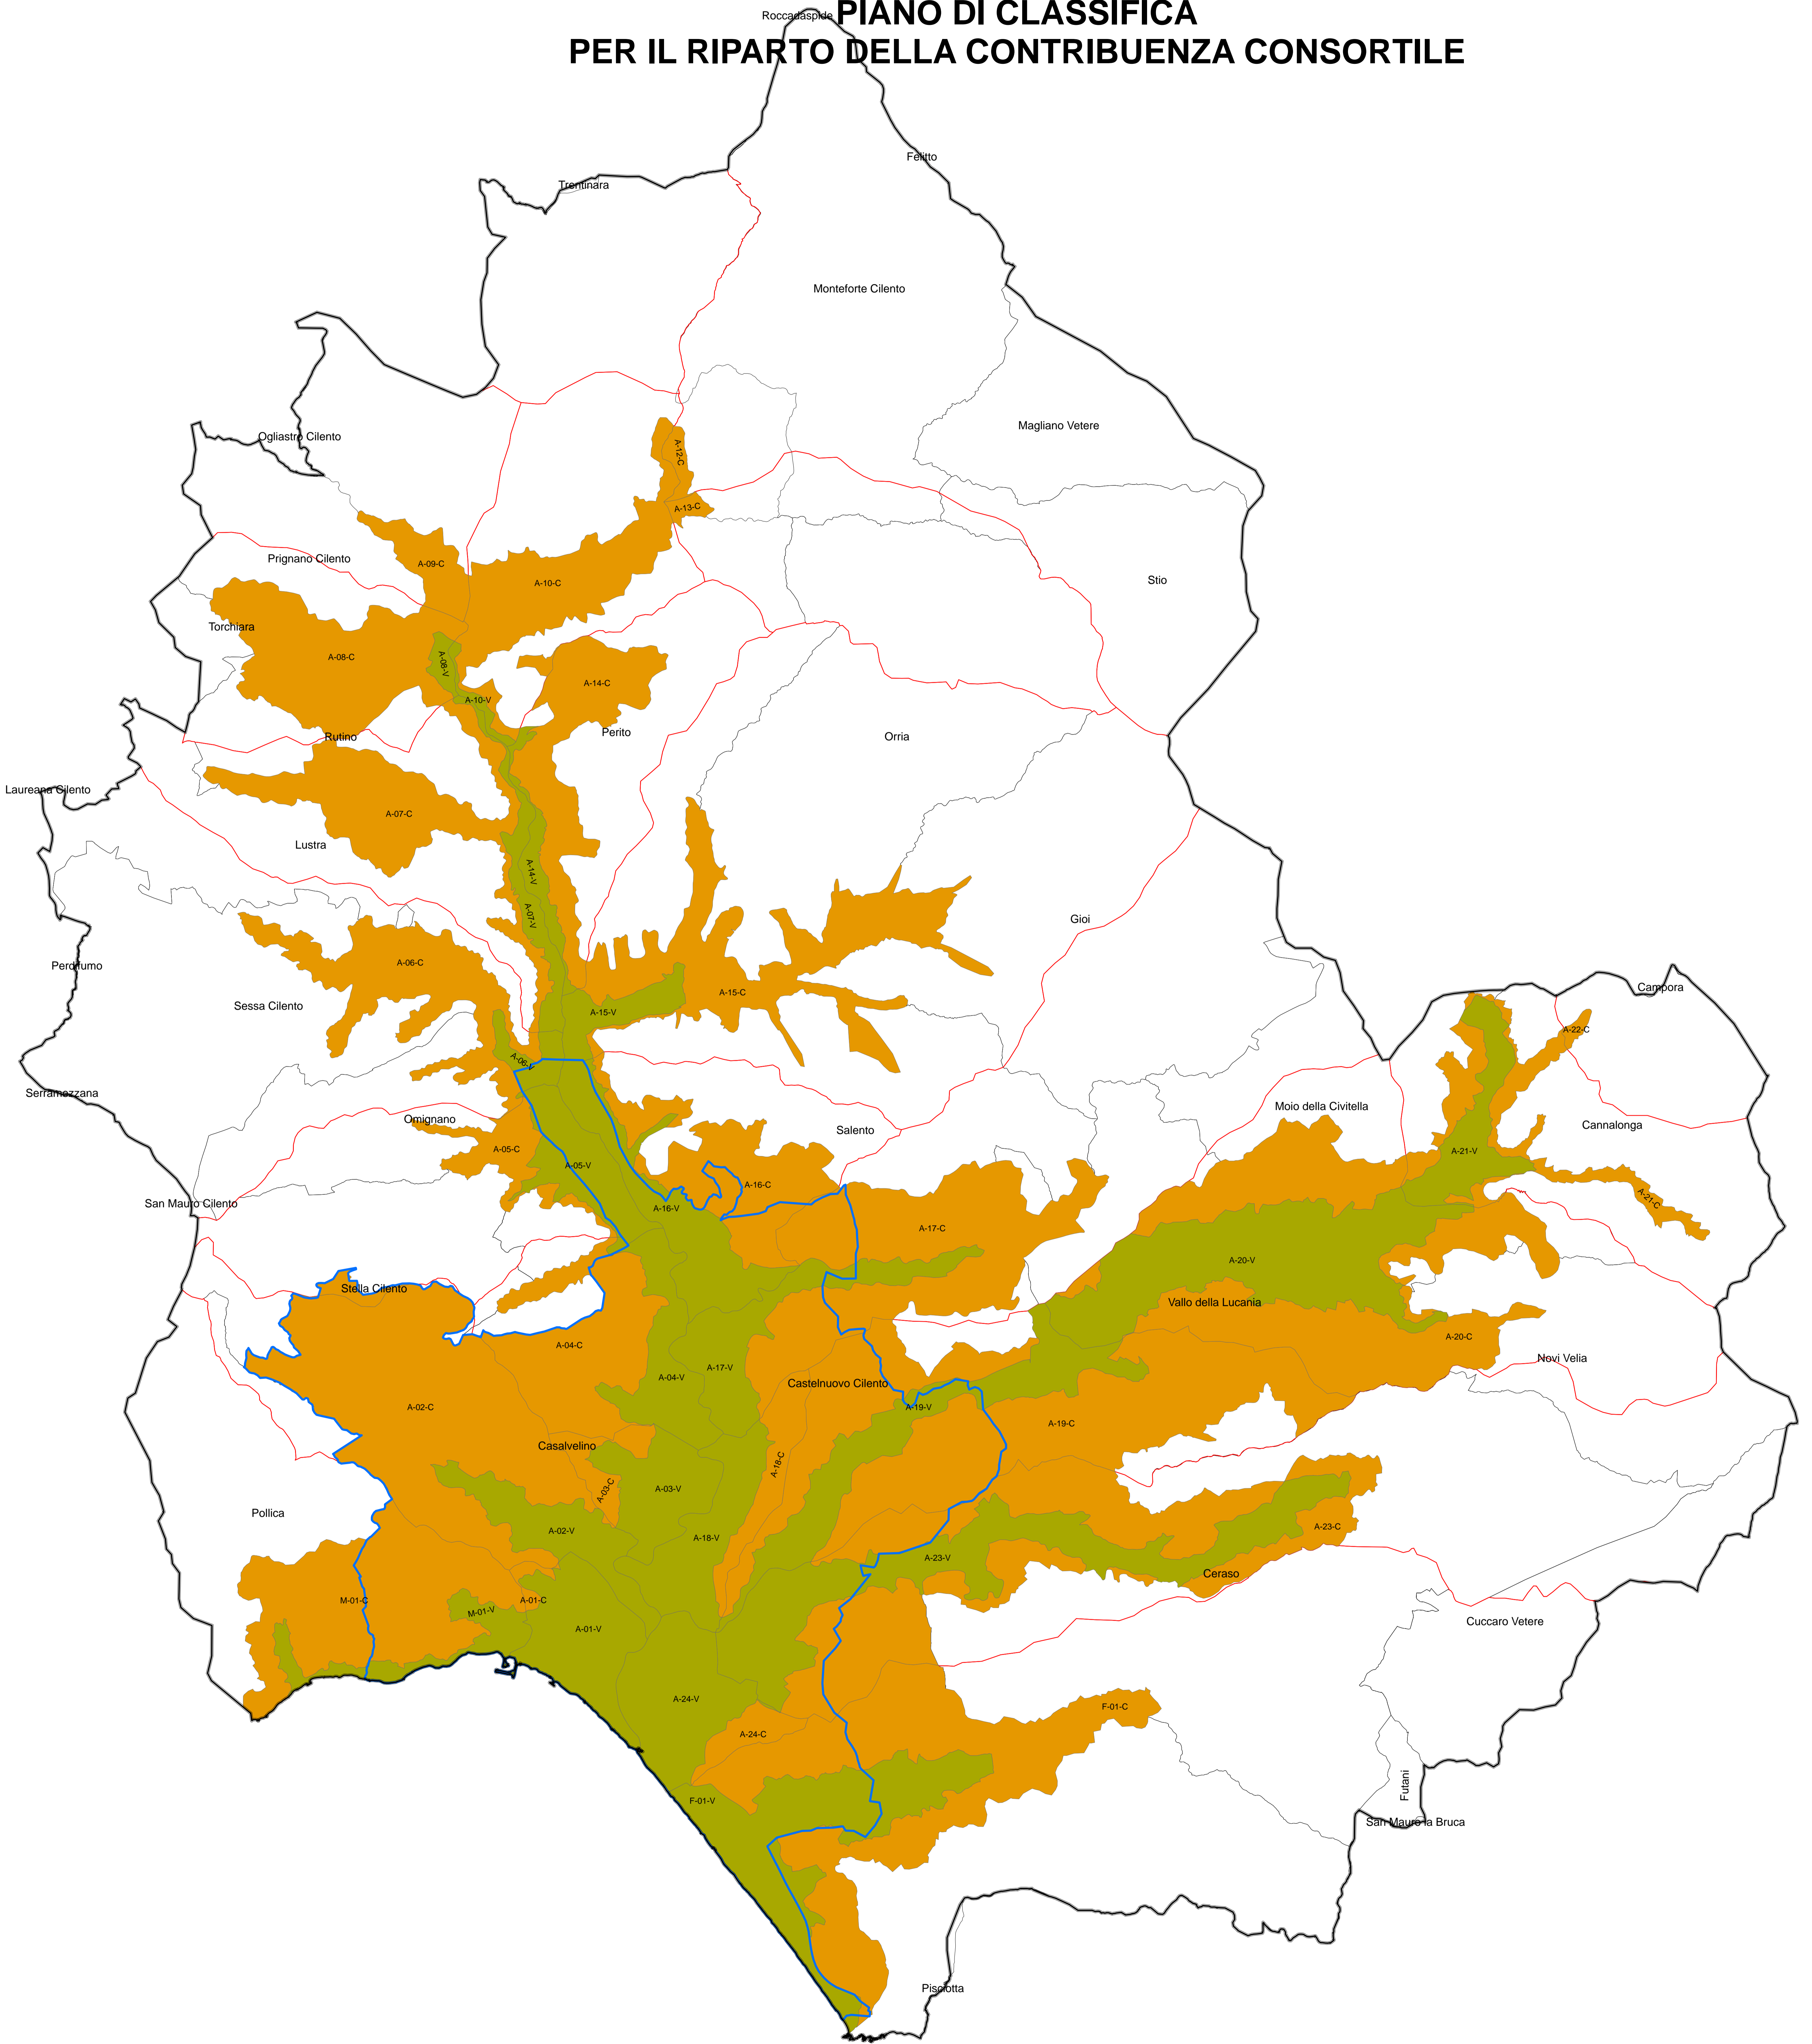 PIANO DI CLASSIFICA
PER IL RIPARTO DELLA CONTRIBUENZA CONSORTILE
Roccadaspide
Felitto
Trentinara
Monteforte Cilento
Magliano Vetere
Ogliastro Cilento
A-12-C
A-13-C
Prignano Cilento
A-09-C
A-10-C
Stio
Torchiara
A-08-C
A-08-V
A-10-V
A-14-C
Rutino
Perito
Orria
Laureana Cilento
A-07-C
Lustra
A-14-V
A-07-V
Gioi
Perdifumo
A-06-C
Sessa Cilento
A-15-C
A-15-V
Campora
A-22-C
A-06-V
Serramezzana
Omignano
Salento
Moio della Civitella
Cannalonga
A-05-C
A-21-V
A-05-V
A-16-C
A-21-C
San Mauro Cilento
A-16-V
A-17-C
A-20-V
Stella Cilento
Vallo della Lucania
A-04-C
A-20-C
Novi Velia
A-17-V
A-04-V
Castelnuovo Cilento
A-02-C
A-19-V
A-19-C
Casalvelino
A-18-C
A-03-C
A-03-V
Pollica
A-02-V
A-18-V
A-23-C
A-23-V
Ceraso
M-01-C
A-01-C
M-01-V
A-01-V
Cuccaro Vetere
A-24-V
A-24-C
F-01-C
Futani
F-01-V
San Mauro la Bruca
Pisciotta